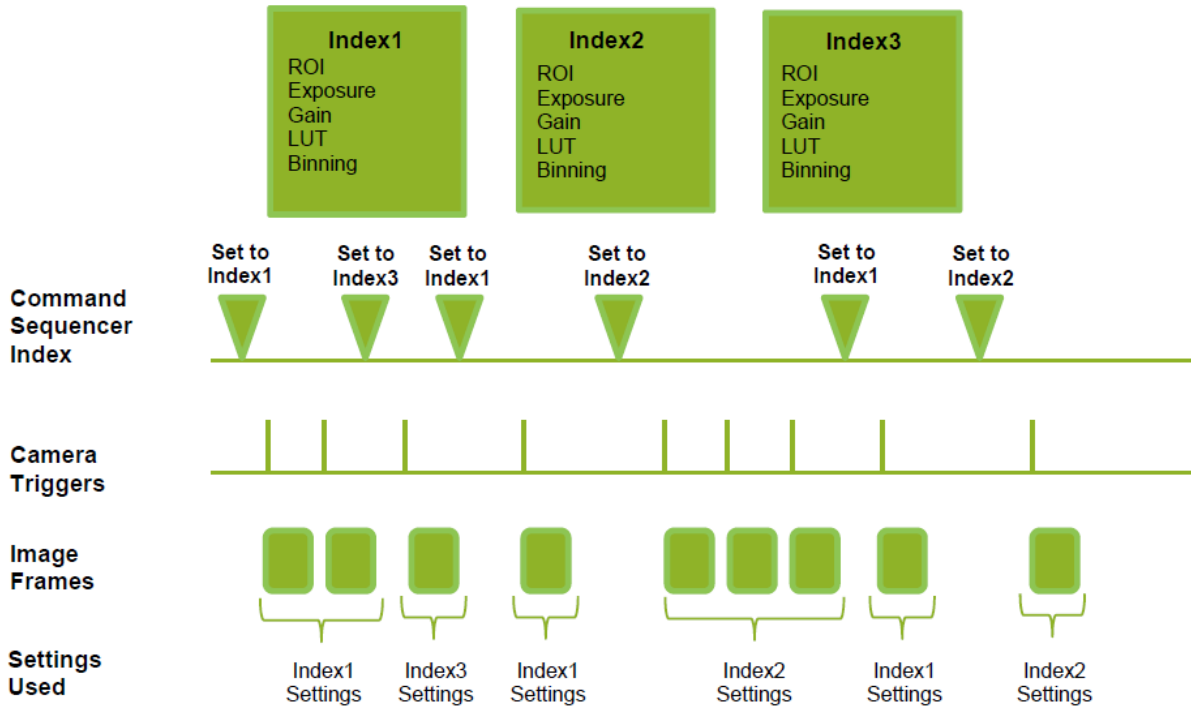 Index1
ROI
Exposure
Gain
LUT
Binning
Index2
ROI
Exposure
Gain
LUT
Binning
Index3
ROI
Exposure
Gain
LUT
Binning
Set to
Index1
Set to
Index3
Set to
Index1
Set to
Index2
Set to
Index1
Set to
Index2
Command
Sequencer
Index
Camera
Triggers
Image
Frames
Settings
Used
Index1
Settings
Index3
Settings
Index1
Settings
Index2
Settings
Index1
Settings
Index2
Settings